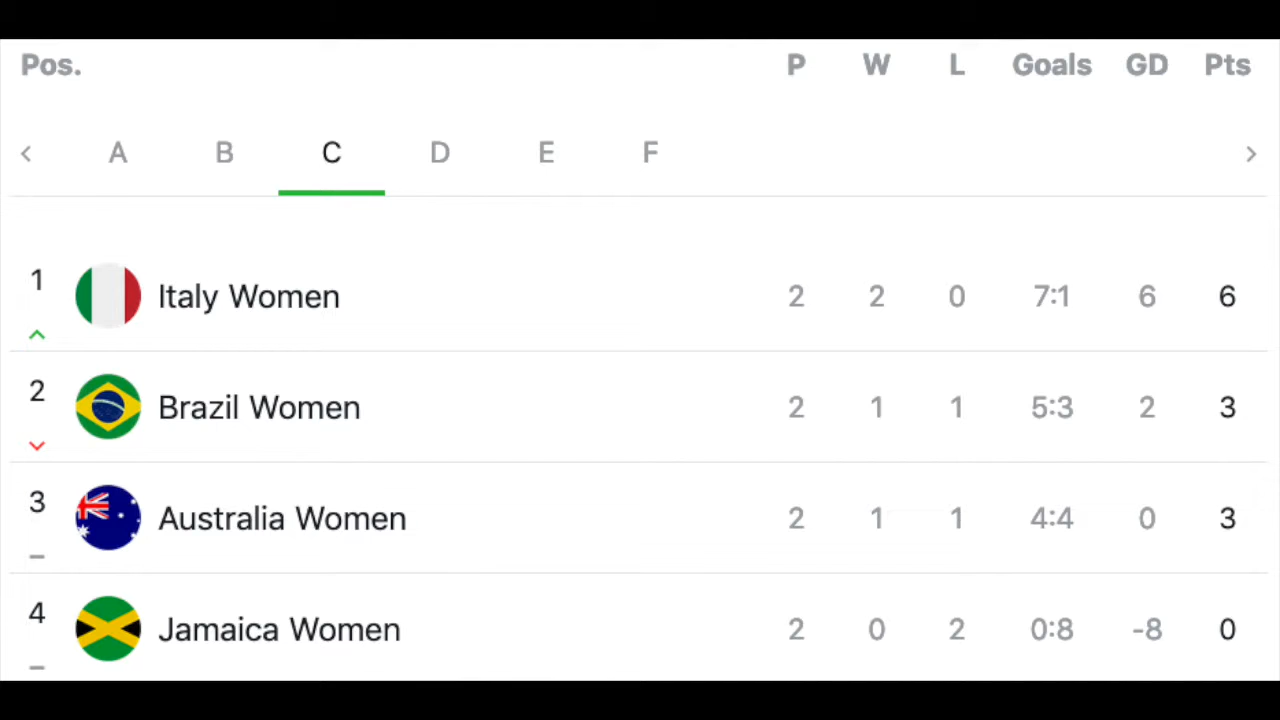 Pos. P W L Goals GD Pts
A B C D E F
1 Italy Women 2 2 0 7:1 6 6
2 Brazil Women 2 1 1 5:3 2 3
3 Australia Women 2 1 1 4:4 0 3
4 Jamaica Women 2 0 2 0:8 -8 0